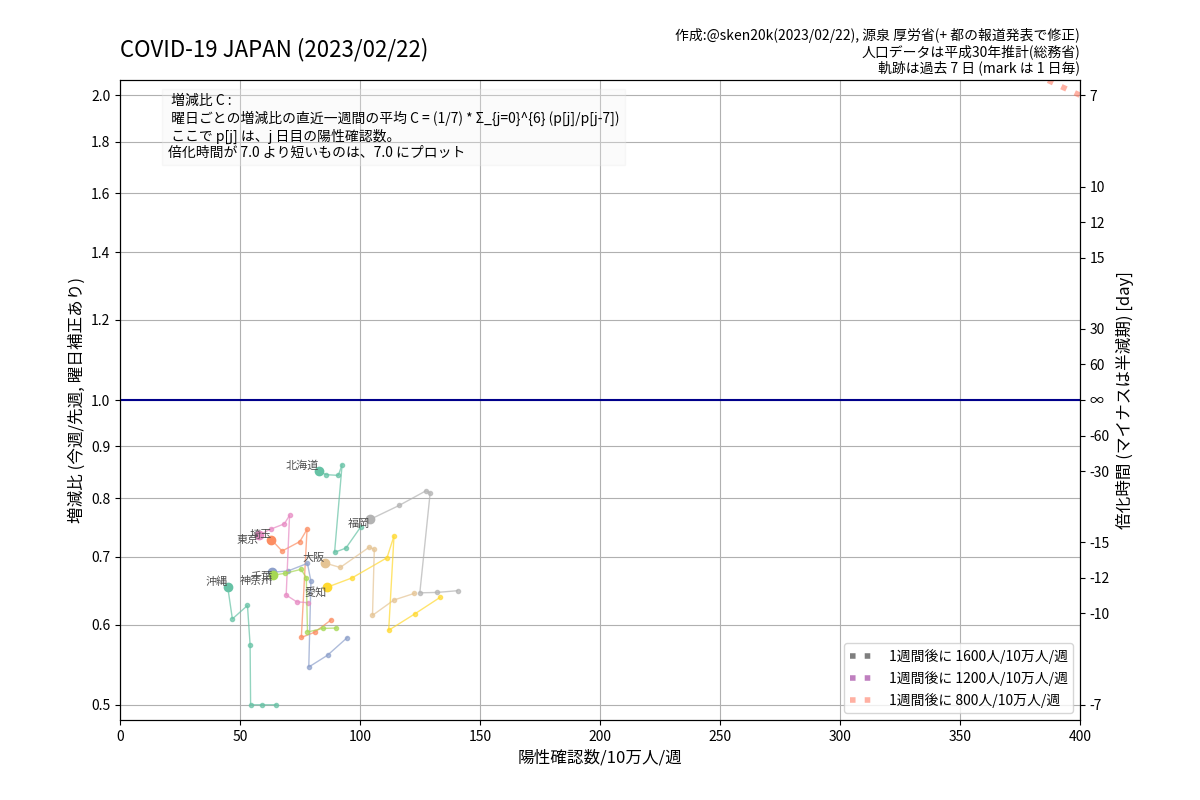 COVID-19 JAPAN (2023/02/22)
作成:@sken20k(2023/02/22), 源泉 厚労省(+ 都の報道発表で修正)
人口データは平成30年推計(総務省)
軌跡は過去 7 日 (mark は 1 日毎)
増減比 C :
曜日ごとの増減比の直近一週間の平均 C = (1/7) * Σ_{j=0}^{6} (p[j]/p[j-7])
ここで p[j] は、j 日目の陽性確認数。
倍化時間が 7.0 より短いものは、7.0 にプロット
増減比 (今週/先週, 曜日補正あり)
2.0
1.8
1.6
1.4
1.2
1.0
0.9
0.8
0.7
0.6
0.5
7
10
12
15
30
60
∞
-60
-30
-15
-12
-10
-7
倍化時間 (マイナスは半減期) [day]
北海道
福岡
埼玉
東京
大阪
千葉
神奈川
沖縄
愛知
1週間後に 1600人/10万人/週
1週間後に 1200人/10万人/週
1週間後に 800人/10万人/週
0 50 100 150 200 250 300 350 400
陽性確認数/10万人/週